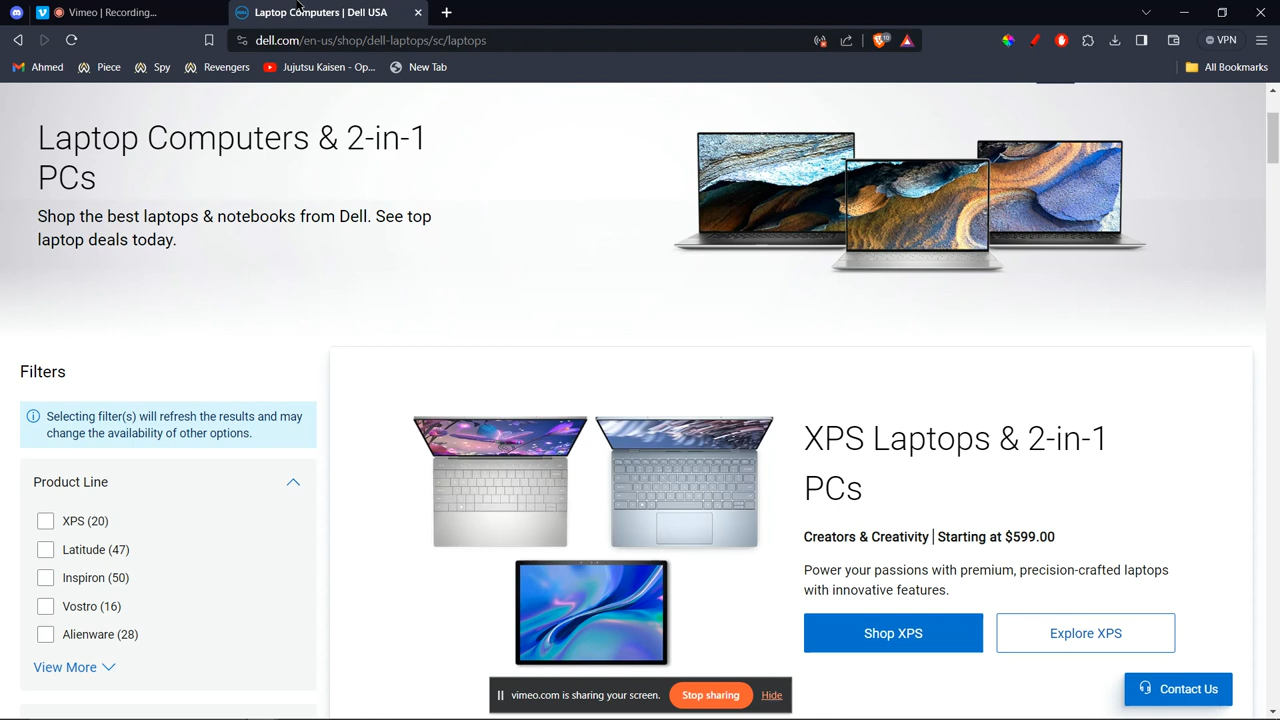 Vimeo | Recording...
Laptop Computers | Dell USA
dell.com/en-us/shop/dell-laptops/sc/laptops
10
VPN
Ahmed
Piece
Spy
Revengers
Jujutsu Kaisen - Op...
New Tab
All Bookmarks
Laptop Computers & 2-in-1
PCs
Shop the best laptops & notebooks from Dell. See top
laptop deals today.
Filters
Selecting filter(s) will refresh the results and may
change the availability of other options.
Product Line
XPS (20)
Latitude (47)
Inspiron (50)
Vostro (16)
Alienware (28)
View More
XPS Laptops & 2-in-1
PCs
Creators & Creativity | Starting at $599.00
Power your passions with premium, precision-crafted laptops
with innovative features.
Shop XPS
Explore XPS
vimeo.com is sharing your screen.
Stop sharing
Hide
Contact Us